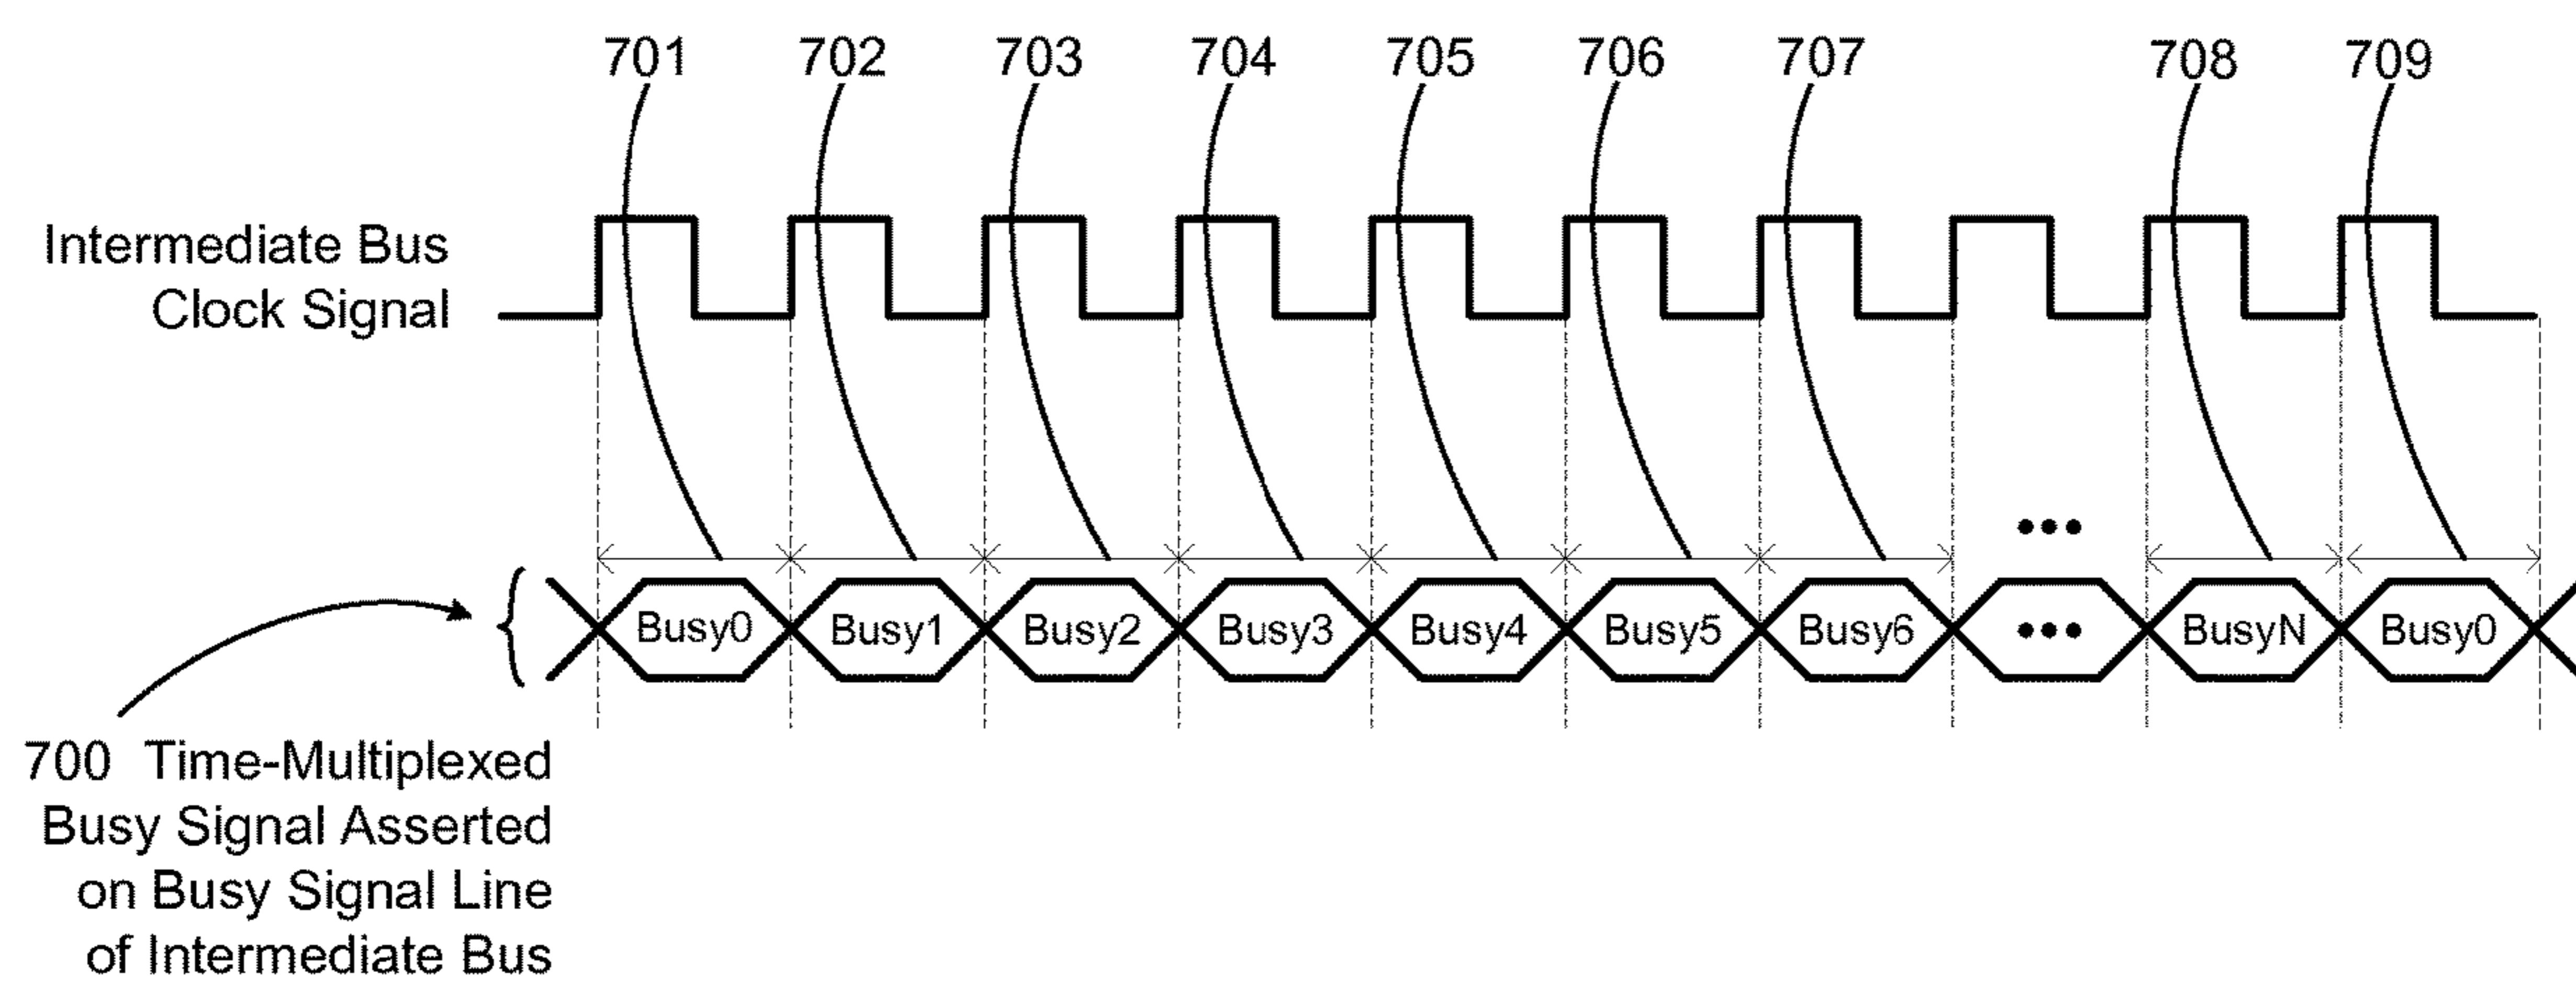 701 702 703 704 705 706 707 708 709
Intermediate Bus
Clock Signal
•••
Busy0 Busy1 Busy2 Busy3 Busy4 Busy5 Busy6 ••• BusyN Busy0
700 Time-Multiplexed
Busy Signal Asserted
on Busy Signal Line
of Intermediate Bus